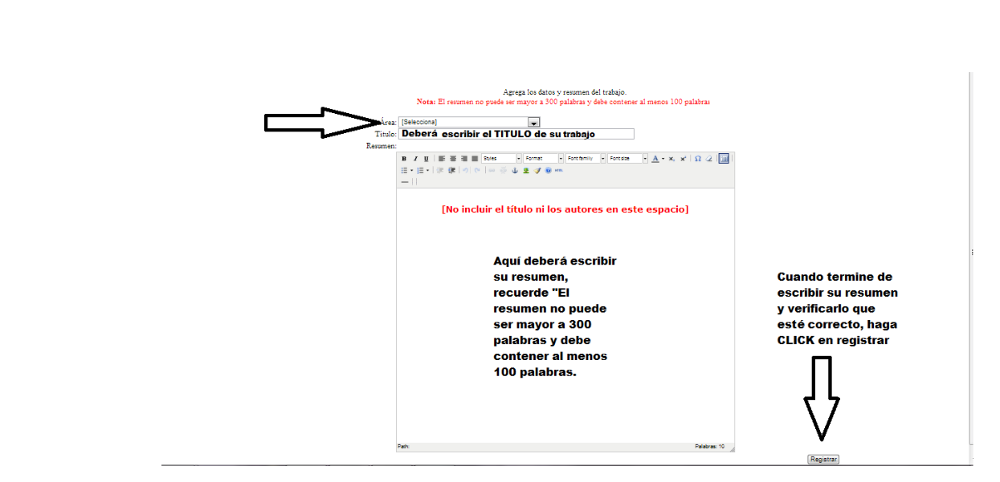 Agrega los datos y resumen del trabajo.
Nota: El resumen no puede ser mayor a 300 palabras y debe contener al menos 100 palabras
Área: [Selecciona]
Título: Deberá escribir el TITULO de su trabajo
Resumen:
B I U Styles Format Font family Font size A x, x' Ω
HTML
[No incluir el título ni los autores en este espacio]
Aquí deberá escribir
su resumen,
recuerde "El
resumen no puede
ser mayor a 300
palabras y debe
contener al menos
100 palabras.
Cuando termine de
escribir su resumen
y verificarlo que
esté correcto, haga
CLICK en registrar
Path: Palabras: 10
Registrar